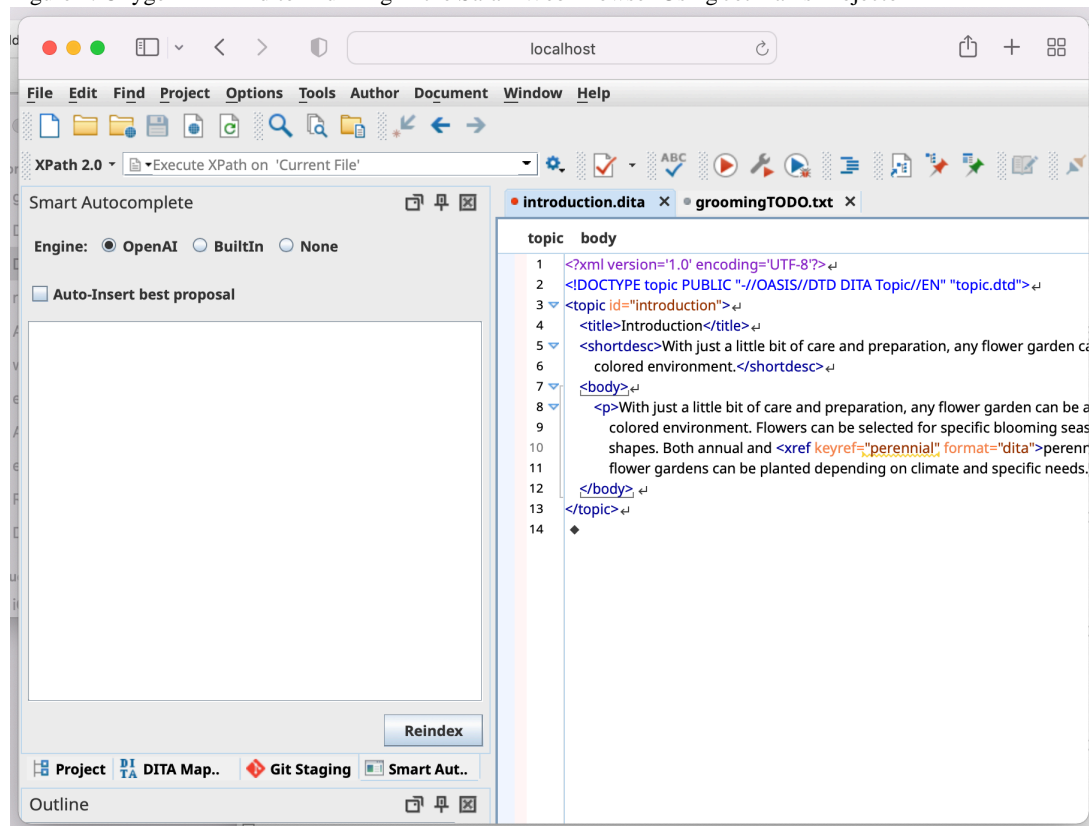 localhost
File Edit Find Project Options Tools Author Document Window Help
XPath 2.0 Execute XPath on 'Current File'
ABC
Smart Autocomplete
Engine: OpenAI BuiltIn None
Auto-Insert best proposal
Reindex
Project DITA Map.. Git Staging Smart Aut..
Outline
introduction.dita groomingTODO.txt
topic body
1 <?xml version='1.0' encoding='UTF-8'?>
2 <!DOCTYPE topic PUBLIC "-//OASIS//DTD DITA Topic//EN" "topic.dtd">
3 <topic id="introduction">
4 <title>Introduction</title>
5 <shortdesc>With just a little bit of care and preparation, any flower garden
6 colored environment.</shortdesc>
7 <body>
8 <p>With just a little bit of care and preparation, any flower garden can be a
9 colored environment. Flowers can be selected for specific blooming
10 shapes. Both annual and <xref keyref="perennial" format="dita">
11 flower gardens can be planted depending on climate and specific needs.
12 </body>
13 </topic>
14